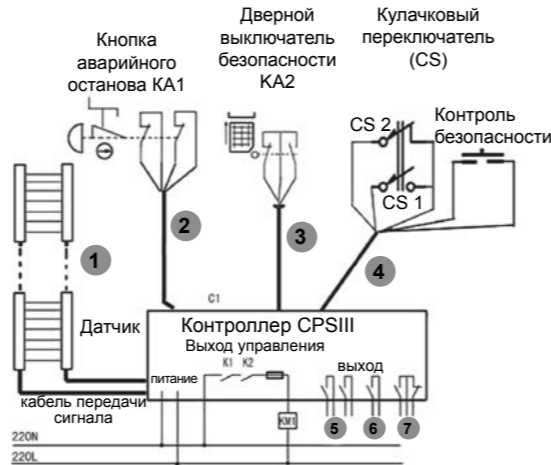 Кнопка
аварийного
останова КА1
Дверной
выключатель
безопасности
КА2
Кулачковый
переключатель
(CS)
CS 2
CS 1
Контроль
безопасности
1
2
3
4
C1
Датчик
Контроллер CPSIII
Выход управления
K1 K2
питание
выход
KM1
5 6 7
кабель передачи
сигнала
220N
220L